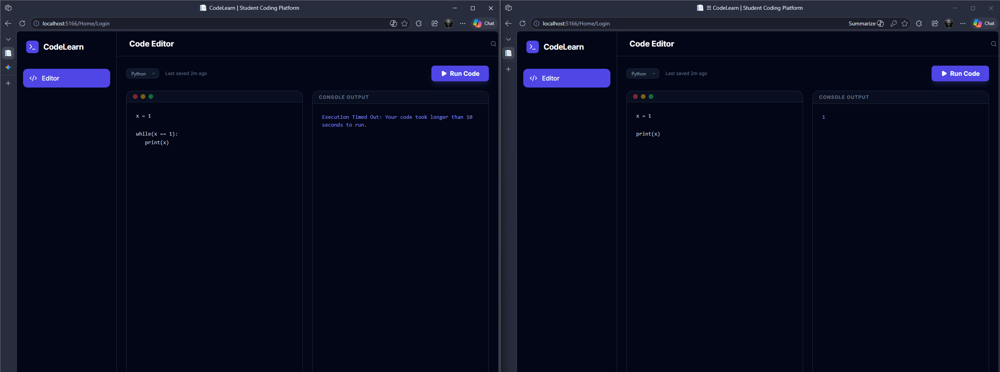 CodeLearn | Student Coding Platform
localhost:5166/Home/Login
Chat
CodeLearn
Code Editor
Editor
Python
Last saved 2m ago
Run Code
x = 1
while(x == 1):
   print(x)
CONSOLE OUTPUT
Execution Timed Out: Your code took longer than 10
seconds to run.
☰ CodeLearn | Student Coding Platform
localhost:5166/Home/Login
Summarize
Chat
CodeLearn
Code Editor
Editor
Python
Last saved 2m ago
Run Code
x = 1
print(x)
CONSOLE OUTPUT
1